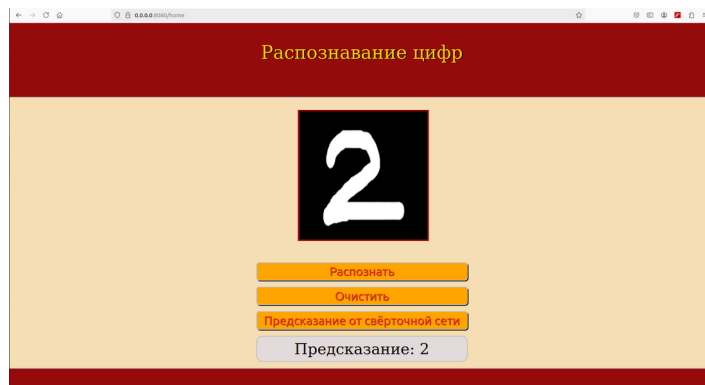 0.0.0.0:8080/home
Распознавание цифр
2
Распознать
Очистить
Предсказание от свёрточной сети
Предсказание: 2